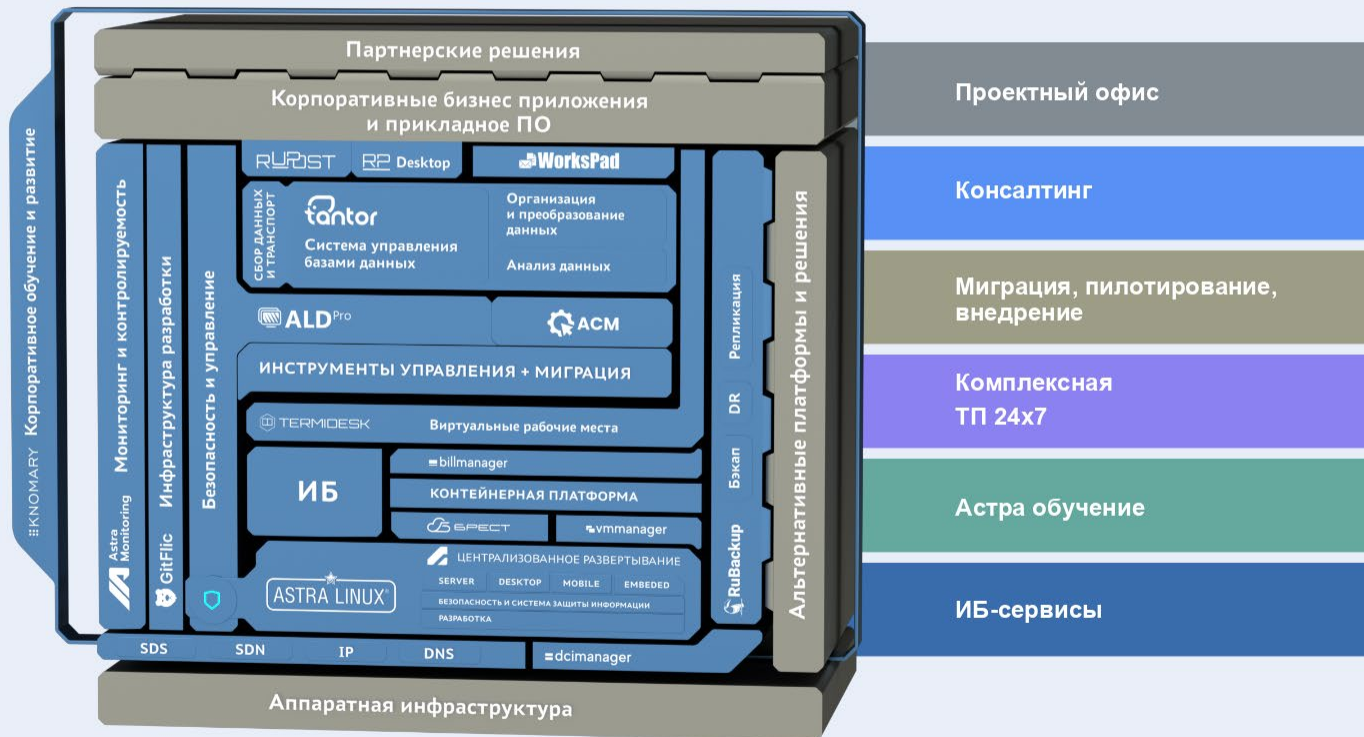 Партнерские решения
Корпоративные бизнес приложения
и прикладное ПО
KNOMARY Корпоративное обучение и развитие
Astra
Monitoring
Мониторинг и контролируемость
GitFlic Инфраструктура разработки
Безопасность и управление
RUPOST
RP Desktop
WorksPad
СБОР ДАННЫХ
И ТРАНСПОРТ
tantor
Система управления
базами данных
Организация
и преобразование
данных
Анализ данных
ALD Pro
ACM
ИНСТРУМЕНТЫ УПРАВЛЕНИЯ + МИГРАЦИЯ
TERMIDESK
Виртуальные рабочие места
ИБ
billmanager
КОНТЕЙНЕРНАЯ ПЛАТФОРМА
БРЕСТ
vmmanager
ЦЕНТРАЛИЗОВАННОЕ РАЗВЕРТЫВАНИЕ
ASTRA LINUX®
SERVER
DESKTOP
MOBILE
EMBEDED
БЕЗОПАСНОСТЬ И СИСТЕМА ЗАЩИТЫ ИНФОРМАЦИИ
РАЗРАБОТКА
RuBackup
Бэкап
DR
Репликация
Альтернативные платформы и решения
SDS
SDN
IP
DNS
dcimanager
Аппаратная инфраструктура
Проектный офис
Консалтинг
Миграция, пилотирование,
внедрение
Комплексная
ТП 24х7
Астра обучение
ИБ-сервисы